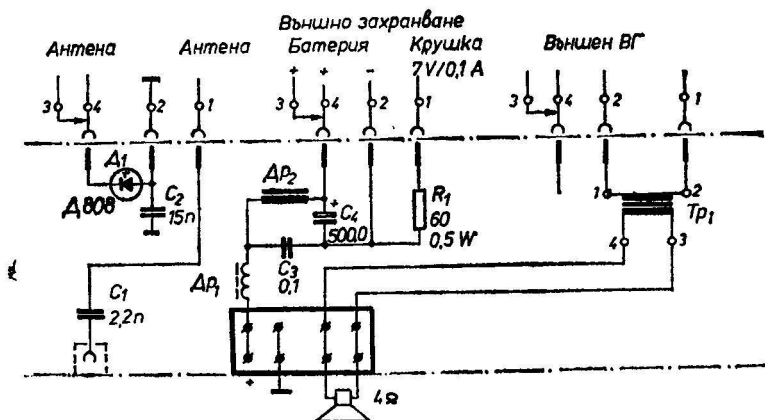 Външно захранване
Антена Антена Батерия Крушка Външен ВГ
7V/0,1 A
+ + -
3 4 2 1 3 4 2 1 3 4 2 1
Д1
Д808
C2
15n
Др2
+
C4
500,0
R1
60
0,5 W
1 2
Тр1
C3
0,1
4 3
Др1
C1
2,2n
+
4Ω